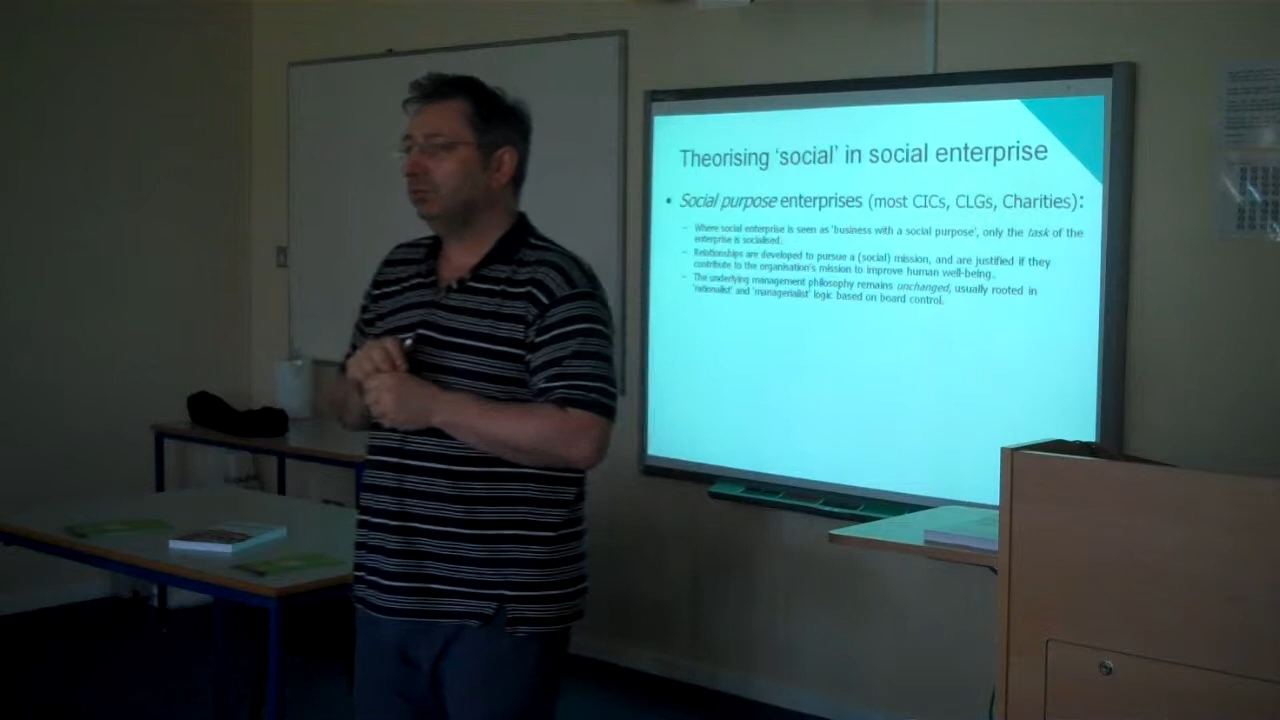 Theorising ‘social’ in social enterprise
• Social purpose enterprises (most CICs, CLGs, Charities):
– Where social enterprise is seen as ‘business with a social purpose’, only the task of the
enterprise is socialised.
– Relationships are developed to pursue a (social) mission, and are justified if they
contribute to the organisation’s mission to improve human well-being.
– The underlying management philosophy remains unchanged, usually rooted in
‘rationalist’ and ‘managerialist’ logic based on board control.